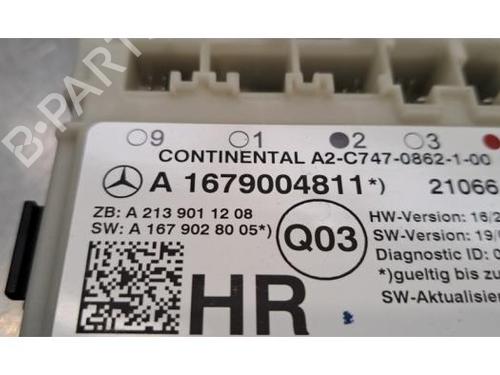 B-PARTS
9 1 2 3
CONTINENTAL A2-C747-0862-1-00
A 1679004811*) 21066
ZB: A 213 901 12 08
SW: A 167 902 80 05*)
Q03
HW-Version: 16/2
SW-Version: 19/
Diagnostic ID: 0
*)gueltig bis zu
SW-Aktualisier
HR